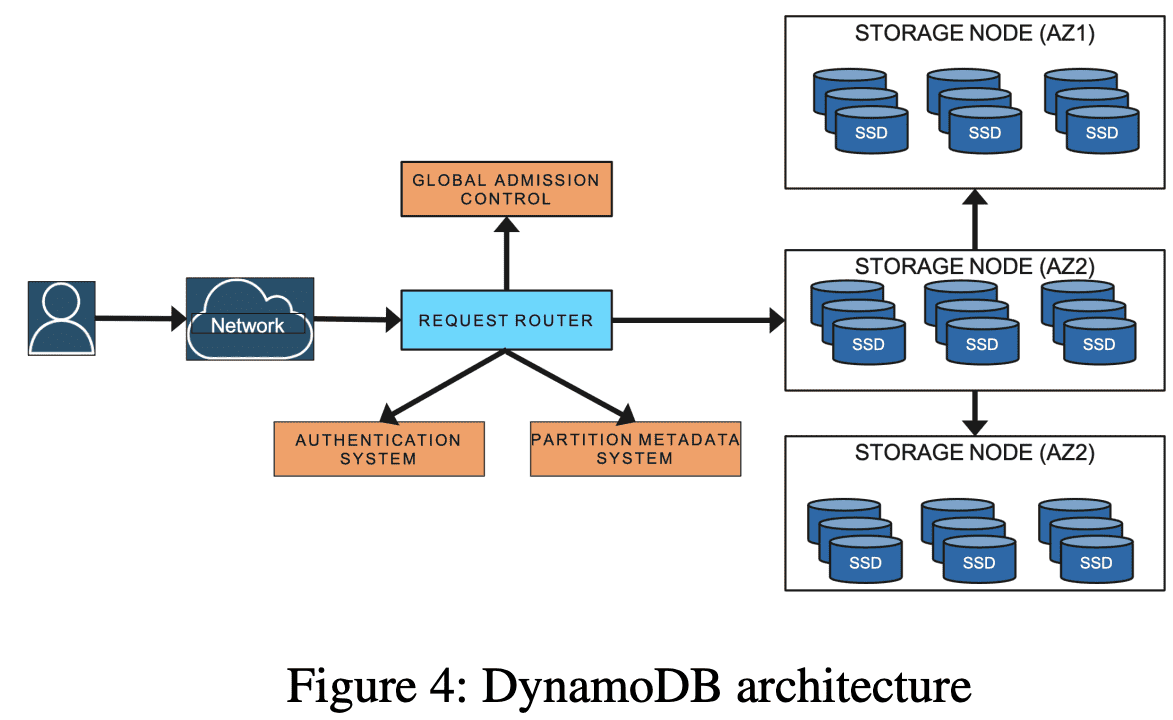 STORAGE NODE (AZ1)
SSD SSD SSD
GLOBAL ADMISSION
CONTROL
STORAGE NODE (AZ2)
SSD SSD SSD
Network
REQUEST ROUTER
AUTHENTICATION
SYSTEM
PARTITION METADATA
SYSTEM
STORAGE NODE (AZ2)
SSD SSD SSD
Figure 4: DynamoDB architecture